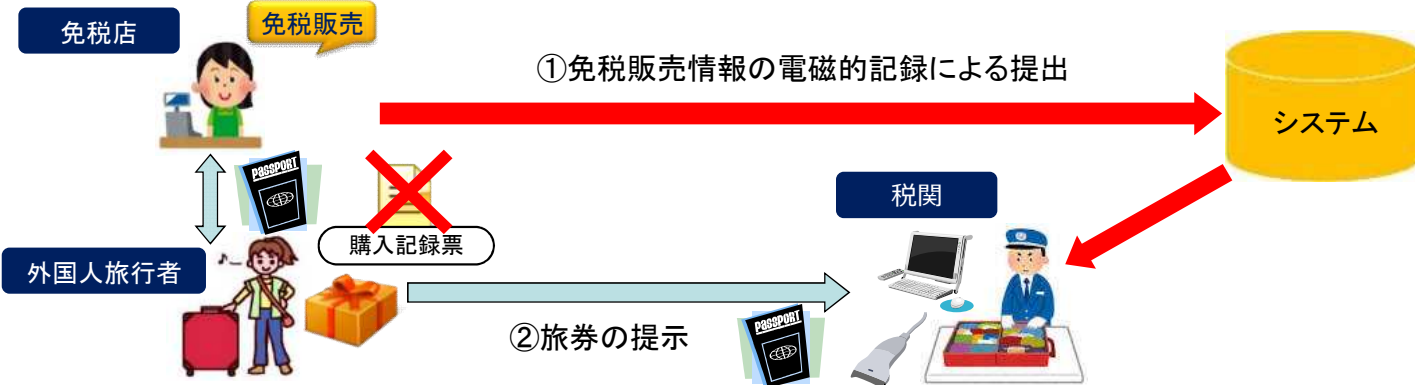 免税店
免税販売
①免税販売情報の電磁的記録による提出
システム
PASSPORT
税関
購入記録票
外国人旅行者
②旅券の提示
PASSPORT